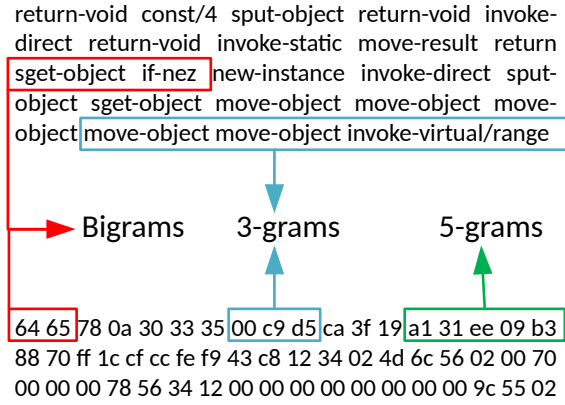 return-void const/4 sput-object return-void invoke-
direct return-void invoke-static move-result return
sget-object if-nez new-instance invoke-direct sput-
object sget-object move-object move-object move-
object move-object move-object invoke-virtual/range
Bigrams 3-grams 5-grams
64 65 78 0a 30 33 35 00 c9 d5 ca 3f 19 a1 31 ee 09 b3
88 70 ff 1c cf cc fe f9 43 c8 12 34 02 4d 6c 56 02 00 70
00 00 00 78 56 34 12 00 00 00 00 00 00 00 00 9c 55 02